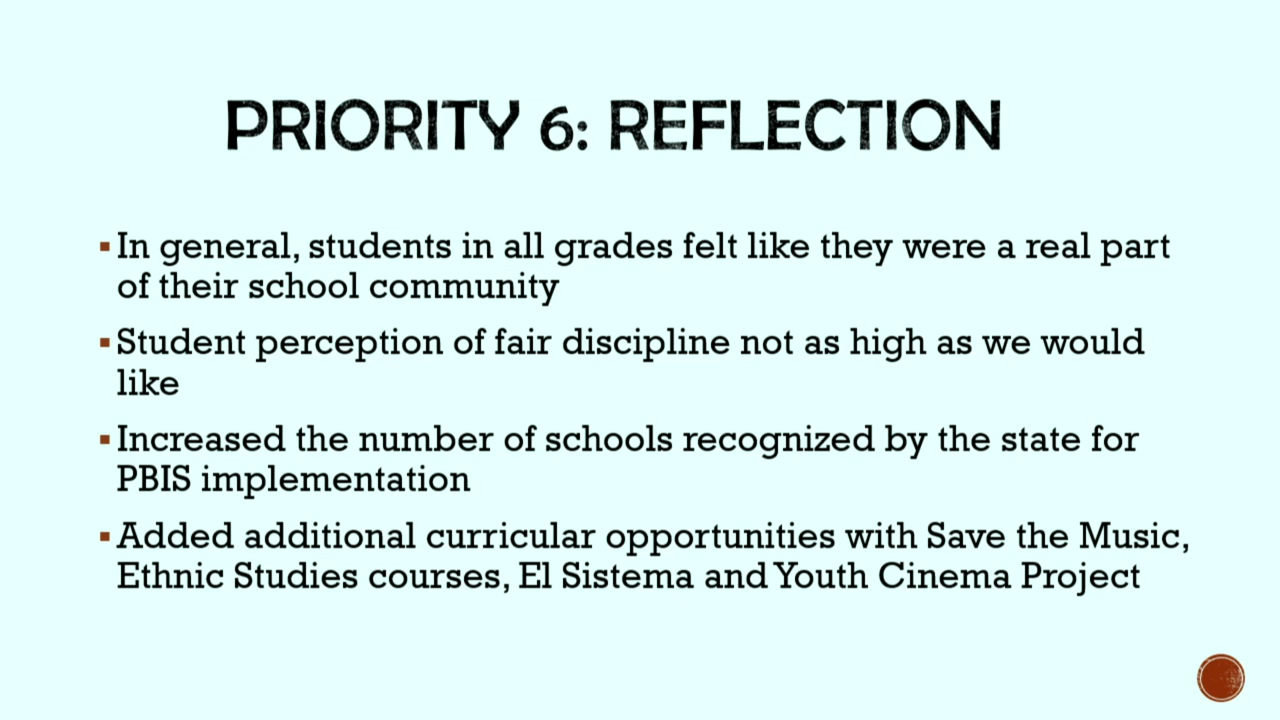 PRIORITY 6: REFLECTION
▪In general, students in all grades felt like they were a real part
of their school community
▪Student perception of fair discipline not as high as we would
like
▪Increased the number of schools recognized by the state for
PBIS implementation
▪Added additional curricular opportunities with Save the Music,
Ethnic Studies courses, El Sistema and Youth Cinema Project